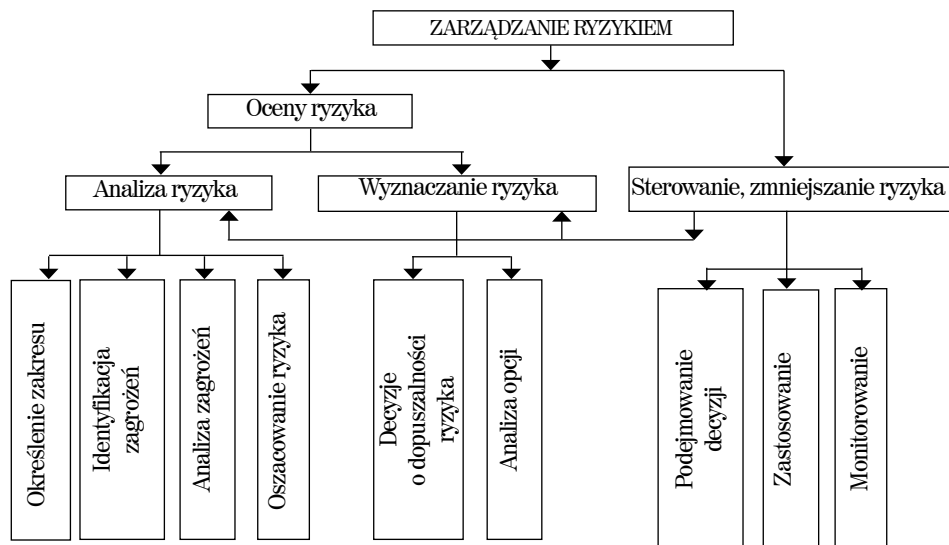 ZARZĄDZANIE RYZYKIEM
Oceny ryzyka
Analiza ryzyka
Wyznaczanie ryzyka
Sterowanie, zmniejszanie ryzyka
Określenie zakresu
Identyfikacja
zagrożeń
Analiza zagrożeń
Oszacowanie ryzyka
Decyzje
o dopuszalności
ryzyka
Analiza opcji
Podejmowanie
decyzji
Zastosowanie
Monitorowanie